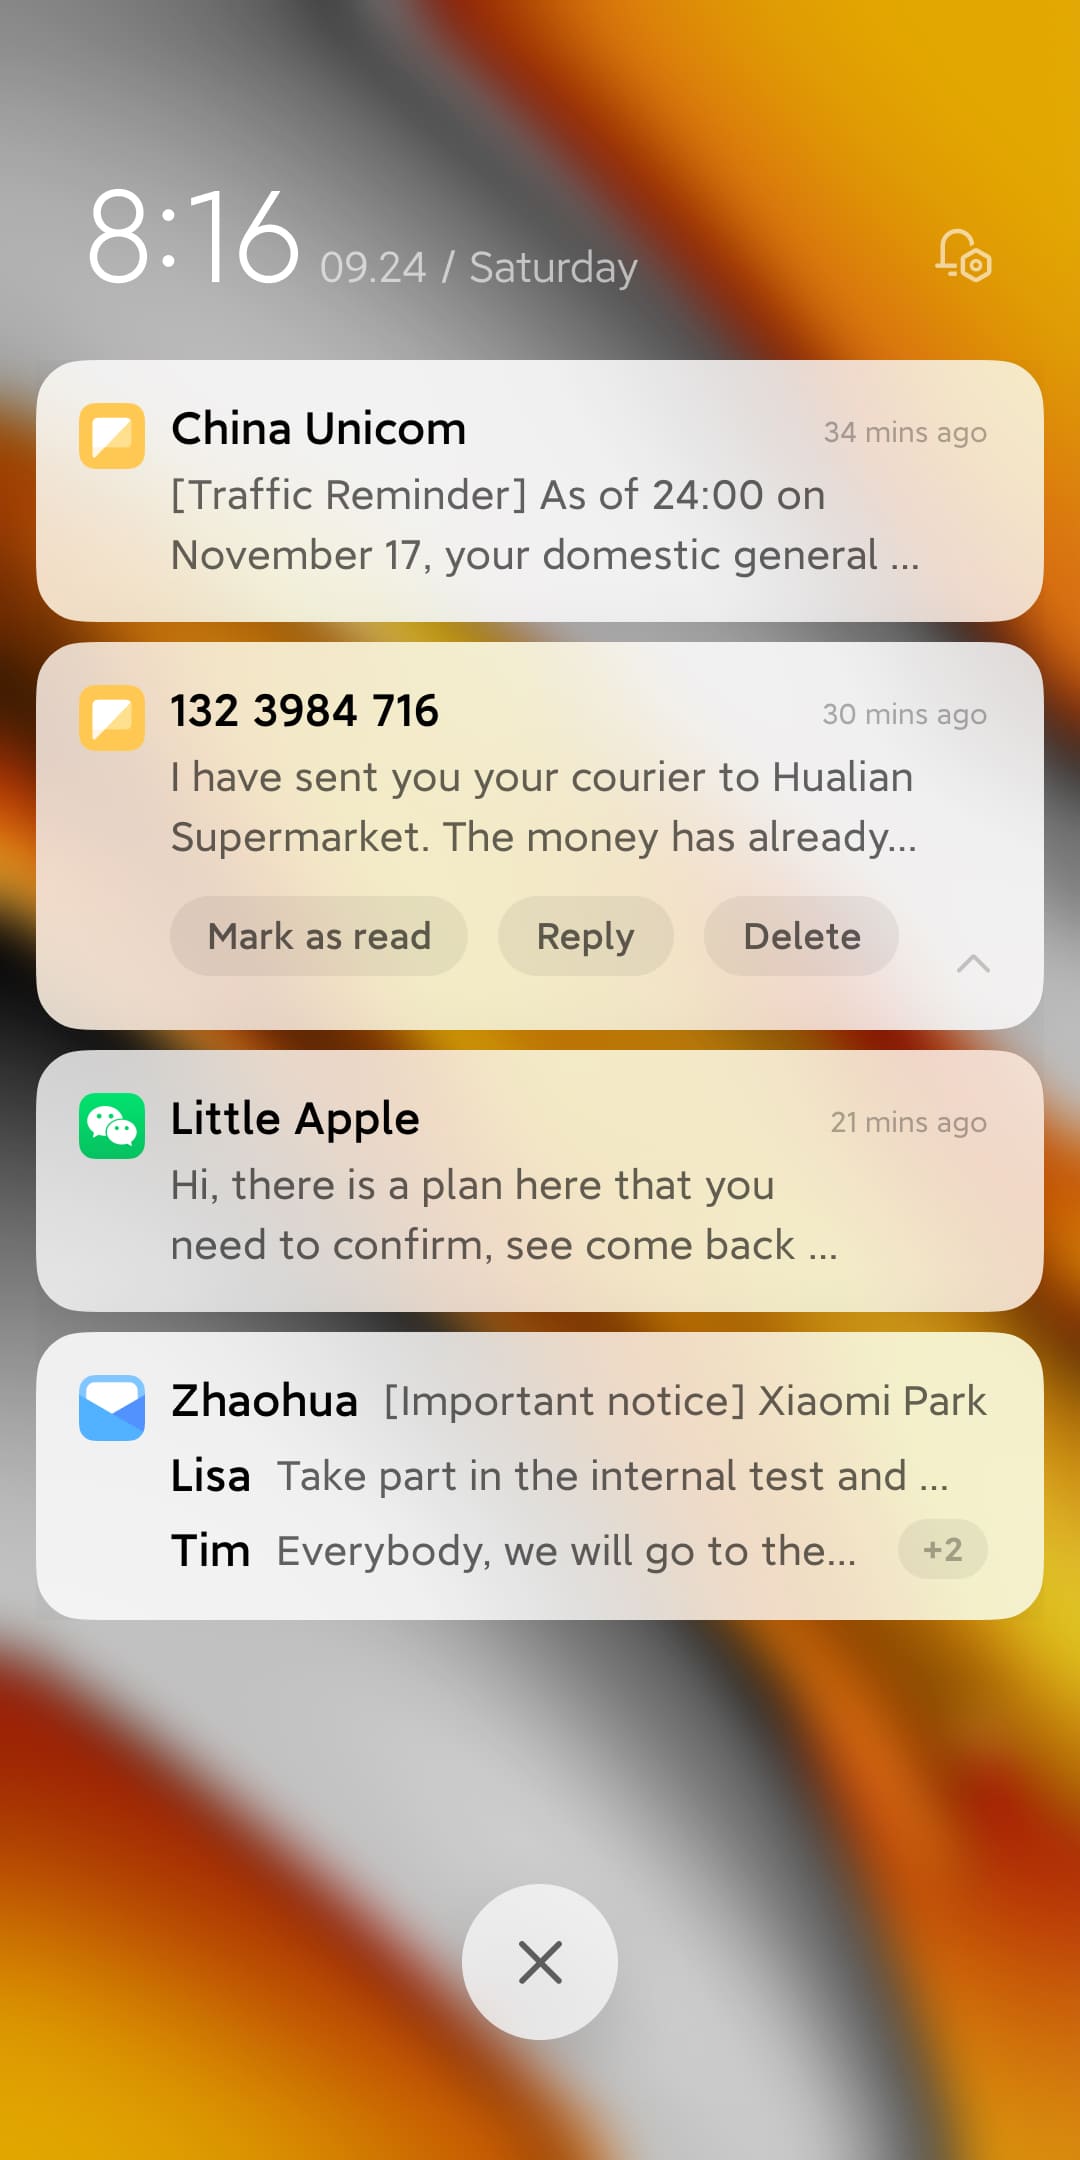 8:16 09.24 / Saturday
China Unicom 34 mins ago
[Traffic Reminder] As of 24:00 on
November 17, your domestic general ...
132 3984 716 30 mins ago
I have sent you your courier to Hualian
Supermarket. The money has already...
Mark as read Reply Delete
Little Apple 21 mins ago
Hi, there is a plan here that you
need to confirm, see come back ...
Zhaohua [Important notice] Xiaomi Park
Lisa Take part in the internal test and ...
Tim Everybody, we will go to the... +2